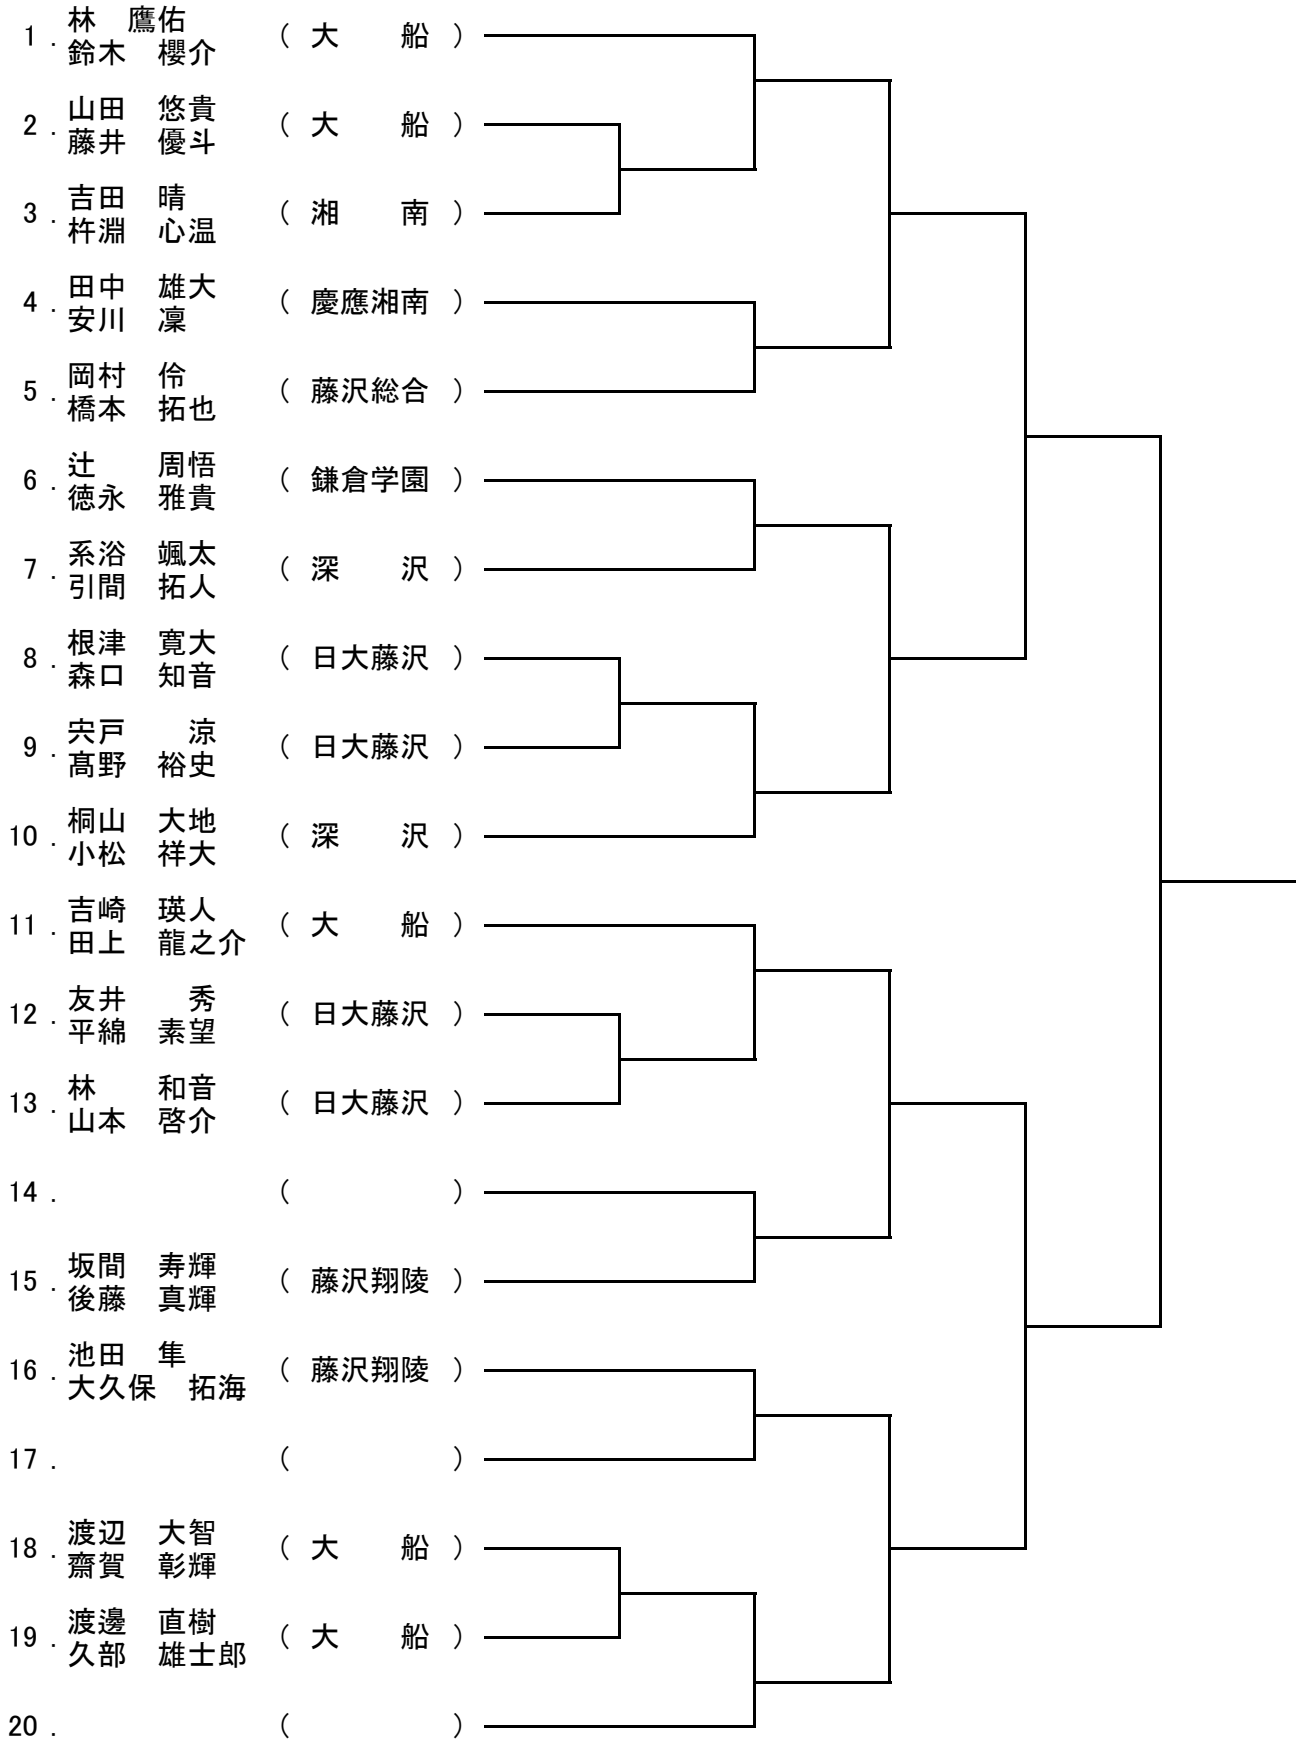 1 . 林　鷹佑 ( 大　　船 )
鈴木　櫻介
2 . 山田　悠貴 ( 大　　船 )
藤井　優斗
3 . 吉田　晴 ( 湘　　南 )
杵淵　心温
4 . 田中　雄大 ( 慶應湘南 )
安川　凜
5 . 岡村　伶 ( 藤沢総合 )
橋本　拓也
6 . 辻　　周悟 ( 鎌倉学園 )
徳永　雅貴
7 . 系浴　颯太 ( 深　　沢 )
引間　拓人
8 . 根津　寛大 ( 日大藤沢 )
森口　知音
9 . 宍戸　　涼 ( 日大藤沢 )
髙野　裕史
10 . 桐山　大地 ( 深　　沢 )
小松　祥大
11 . 吉崎　瑛人 ( 大　　船 )
田上　龍之介
12 . 友井　　秀 ( 日大藤沢 )
平綿　素望
13 . 林　　和音 ( 日大藤沢 )
山本　啓介
14 . (　　　　)
15 . 坂間　寿輝 ( 藤沢翔陵 )
後藤　真輝
16 . 池田　隼 ( 藤沢翔陵 )
大久保　拓海
17 . (　　　　)
18 . 渡辺　大智 ( 大　　船 )
齋賀　彰輝
19 . 渡邊　直樹 ( 大　　船 )
久部　雄士郎
20 . (　　　　)